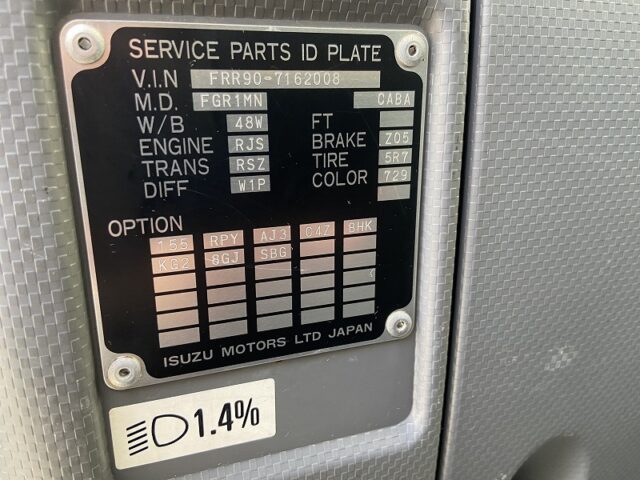 SERVICE PARTS ID PLATE
V.I.N FRR90-7162008
M.D. FGR1MN CABA
W/B 48W FT
ENGINE RJS BRAKE Z05
TRANS RSZ TIRE 5R7
DIFF W1P COLOR 729
OPTION
155 RPY AJ3 C4Z 8HK
KG2 8GJ SBG
ISUZU MOTORS LTD JAPAN
1.4%